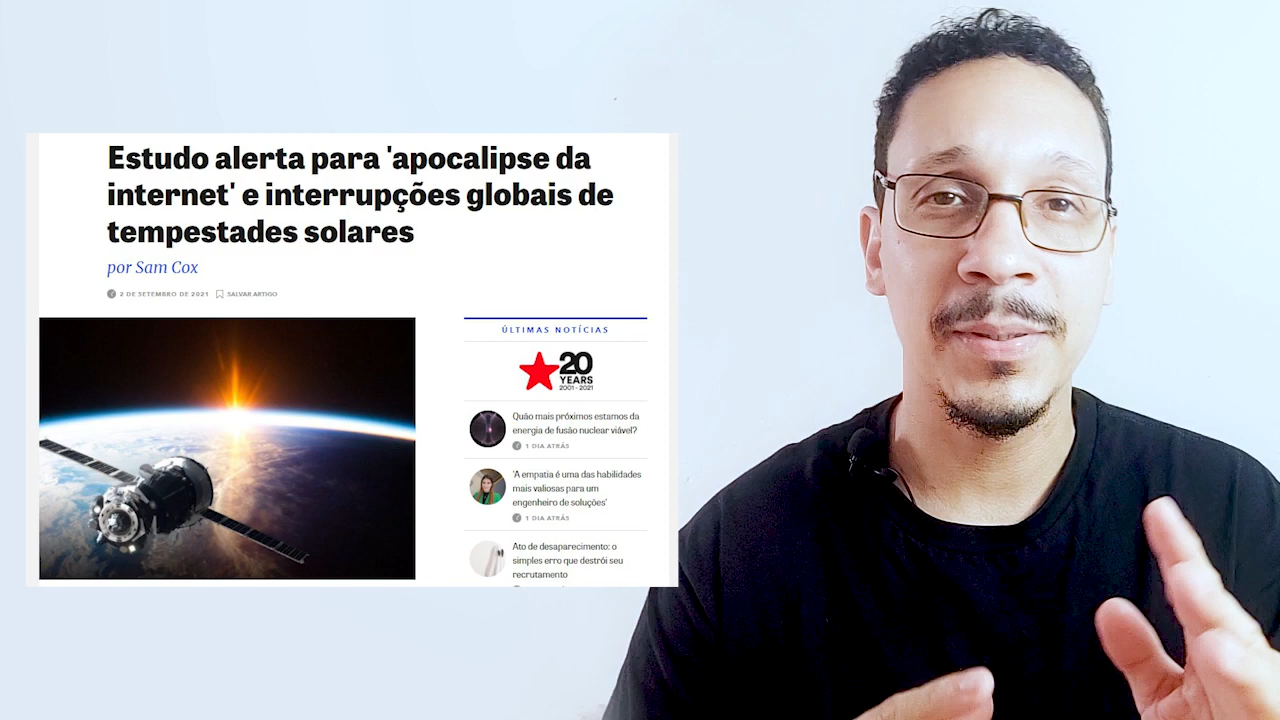 Estudo alerta para 'apocalipse da
internet' e interrupções globais de
tempestades solares
por Sam Cox
2 DE SETEMBRO DE 2021 SALVAR ARTIGO
ÚLTIMAS NOTÍCIAS
20
YEARS
2001 - 2021
Quão mais próximos estamos da
energia de fusão nuclear viável?
1 DIA ATRÁS
'A empatia é uma das habilidades
mais valiosas para um
engenheiro de soluções'
1 DIA ATRÁS
Ato de desaparecimento: o
simples erro que destrói seu
recrutamento